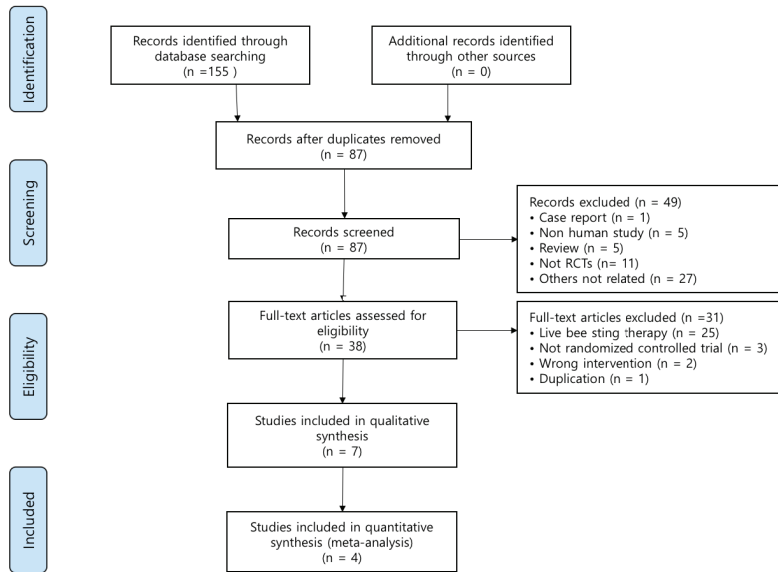 Identification
Records identified through
database searching
(n =155 )
Additional records identified
through other sources
(n = 0)
Records after duplicates removed
(n = 87)
Screening
Records screened
(n = 87)
Records excluded (n = 49)
• Case report (n = 1)
• Non human study (n = 5)
• Review (n = 5)
• Not RCTs (n= 11)
• Others not related (n = 27)
Eligibility
Full-text articles assessed for
eligibility
(n = 38)
Full-text articles excluded (n =31)
• Live bee sting therapy (n = 25)
• Not randomized controlled trial (n = 3)
• Wrong intervention (n = 2)
• Duplication (n = 1)
Studies included in qualitative
synthesis
(n = 7)
Included
Studies included in quantitative
synthesis (meta-analysis)
(n = 4)